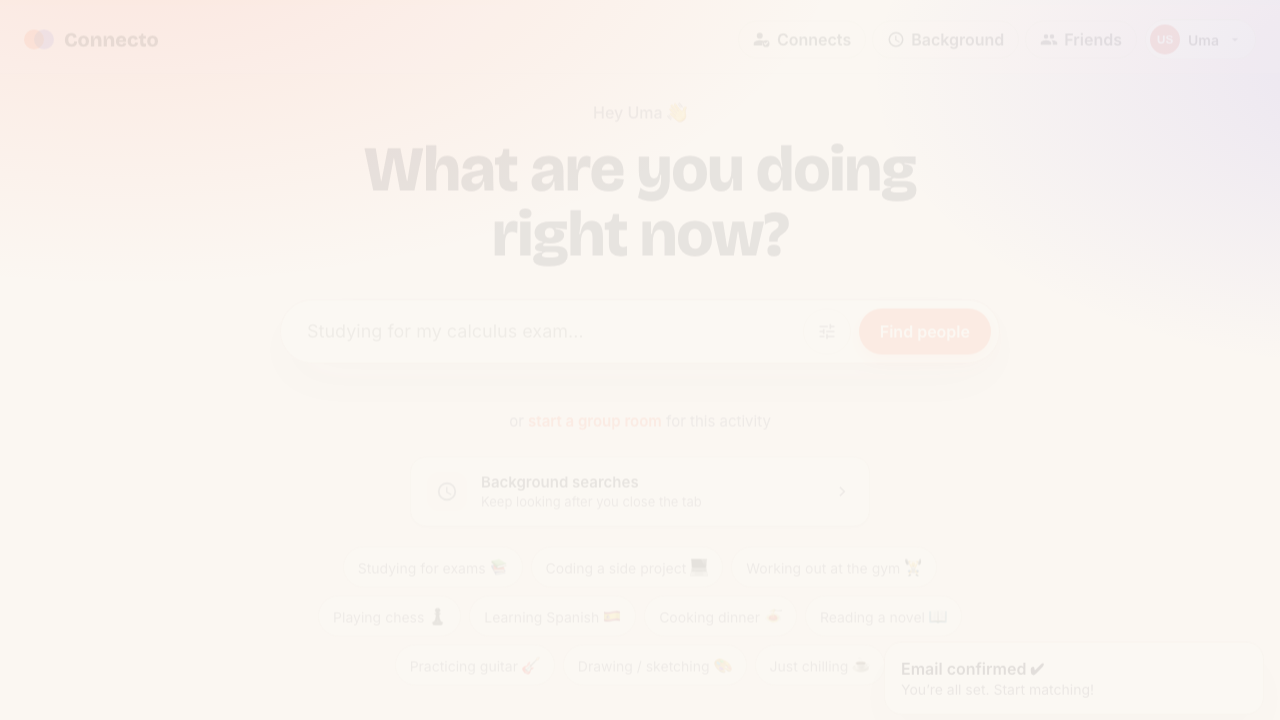 Connecto
Connects
Background
Friends
US
Uma
Hey Uma 👋
What are you doing
right now?
Studying for my calculus exam...
Find people
or start a group room for this activity
Background searches
Keep looking after you close the tab
Studying for exams 📚
Coding a side project 💻
Working out at the gym 🏋️
Playing chess ♟️
Learning Spanish 🇪🇸
Cooking dinner 🍝
Reading a novel 📖
Practicing guitar 🎸
Drawing / sketching 🎨
Just chilling ☕
Email confirmed ✔
You're all set. Start matching!